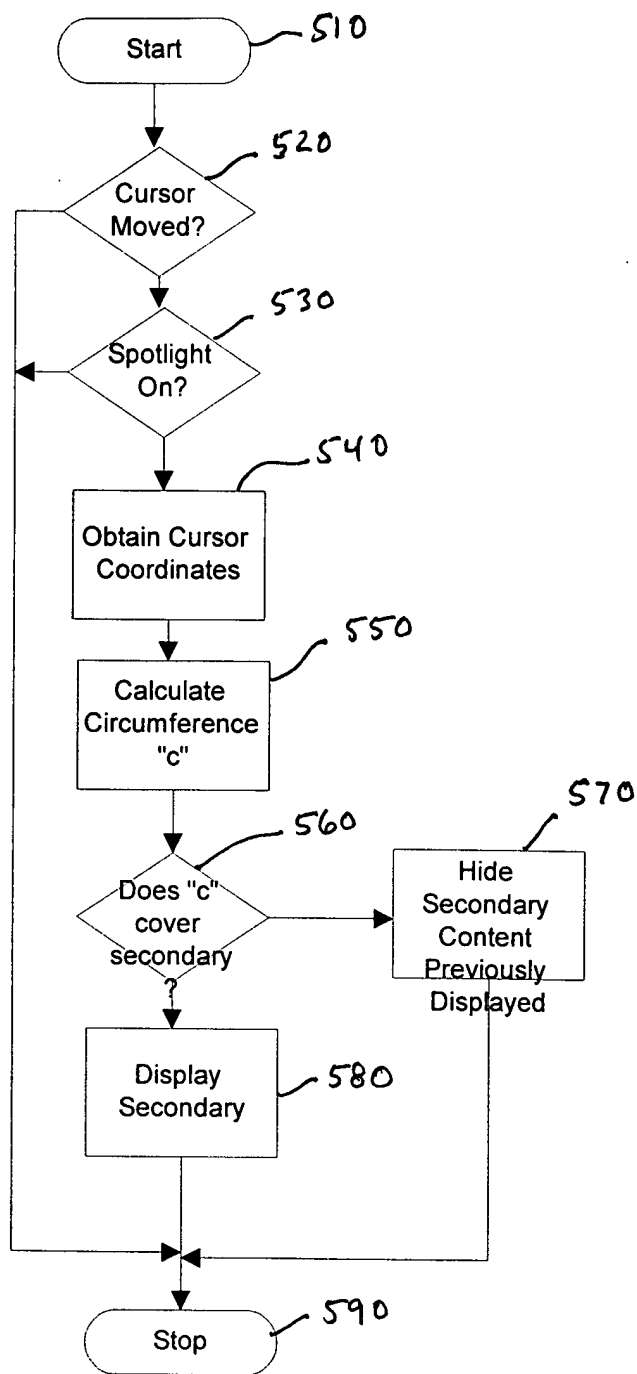 Start
510
Cursor
Moved?
520
Spotlight
On?
530
Obtain Cursor
Coordinates
540
Calculate
Circumference
"c"
550
Does "c"
cover
secondary
?
560
Hide
Secondary
Content
Previously
Displayed
570
Display
Secondary
580
Stop
590